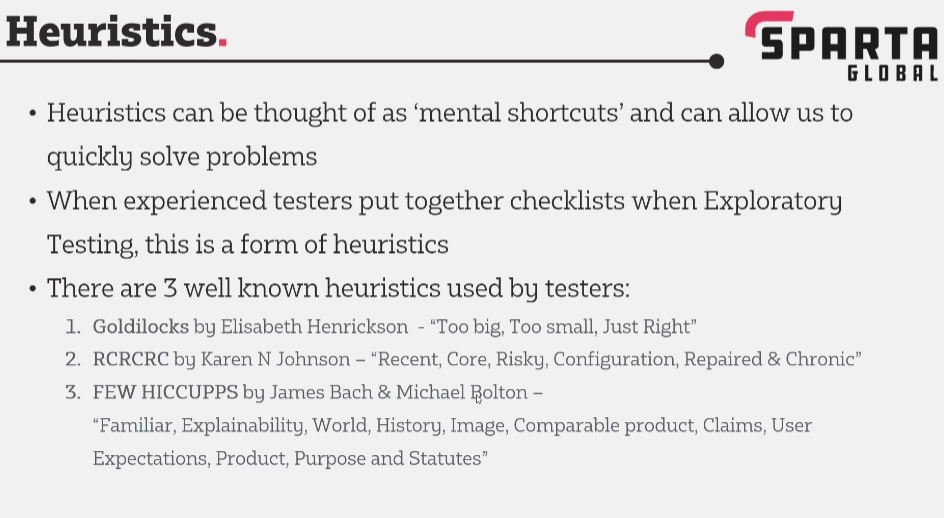 Heuristics.
SPARTA
GLOBAL
• Heuristics can be thought of as ‘mental shortcuts’ and can allow us to
quickly solve problems
• When experienced testers put together checklists when Exploratory
Testing, this is a form of heuristics
• There are 3 well known heuristics used by testers:
1. Goldilocks by Elisabeth Henrickson - “Too big, Too small, Just Right”
2. RCRCRC by Karen N Johnson – “Recent, Core, Risky, Configuration, Repaired & Chronic”
3. FEW HICCUPPS by James Bach & Michael Bolton –
“Familiar, Explainability, World, History, Image, Comparable product, Claims, User
Expectations, Product, Purpose and Statutes”